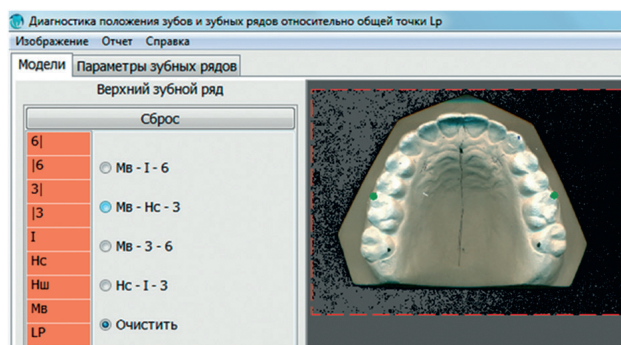 Диагностика положения зубов и зубных рядов относительно общей точки Lp
Изображение Отчет Справка
Модели Параметры зубных рядов
Верхний зубной ряд
Сброс
6|
|6
3|
|3
I
Нс
Нш
Мв
LP
Мв - I - 6
Мв - Нс - 3
Мв - 3 - 6
Нс - I - 3
Очистить